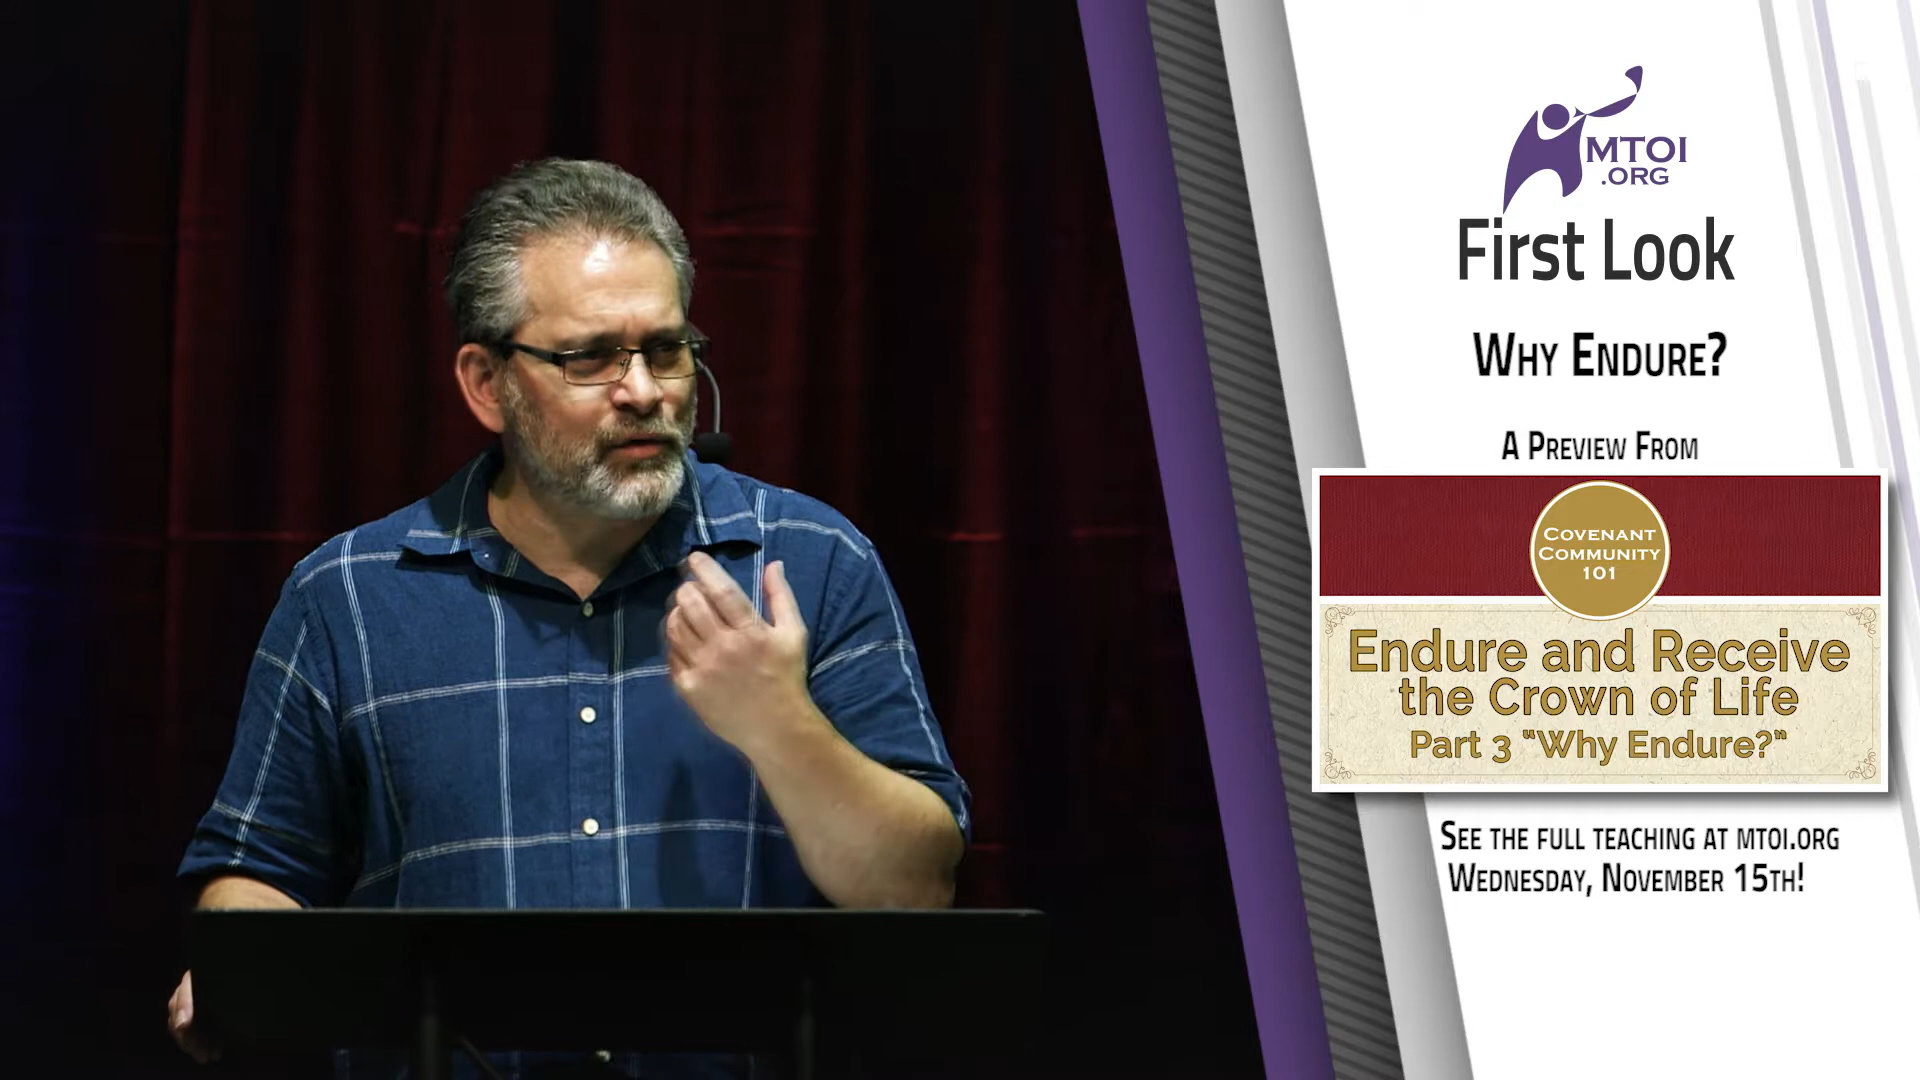 MTOI
.ORG
First Look
Why Endure?
A Preview From
Covenant
Community
101
Endure and Receive
the Crown of Life
Part 3 "Why Endure?"
See the full teaching at mtoi.org
Wednesday, November 15th!